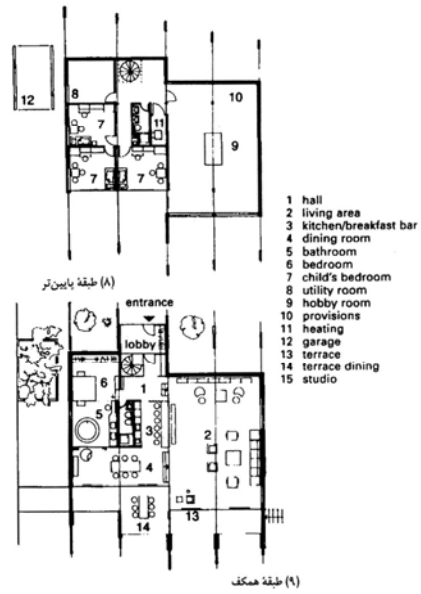 12
8
10
7
11
9
7
7
(۸) طبقهٔ پایین‌تر
1 hall
2 living area
3 kitchen/breakfast bar
4 dining room
5 bathroom
6 bedroom
7 child's bedroom
8 utility room
9 hobby room
10 provisions
11 heating
12 garage
13 terrace
14 terrace dining
15 studio
entrance
lobby
6
1
5
3
2
4
14
13
(۹) طبقهٔ همکف